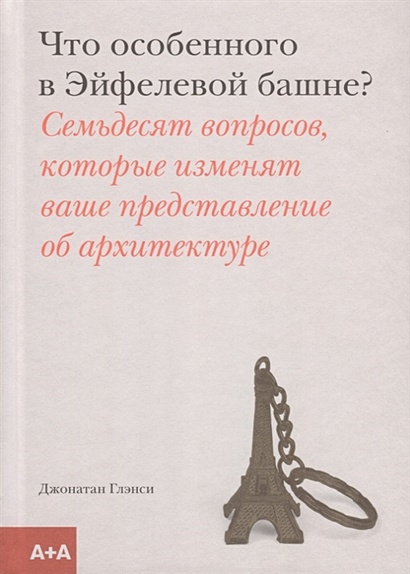 Что особенного
в Эйфелевой башне?
Семьдесят вопросов,
которые изменят
ваше представление
об архитектуре
Джонатан Глэнси
А+А